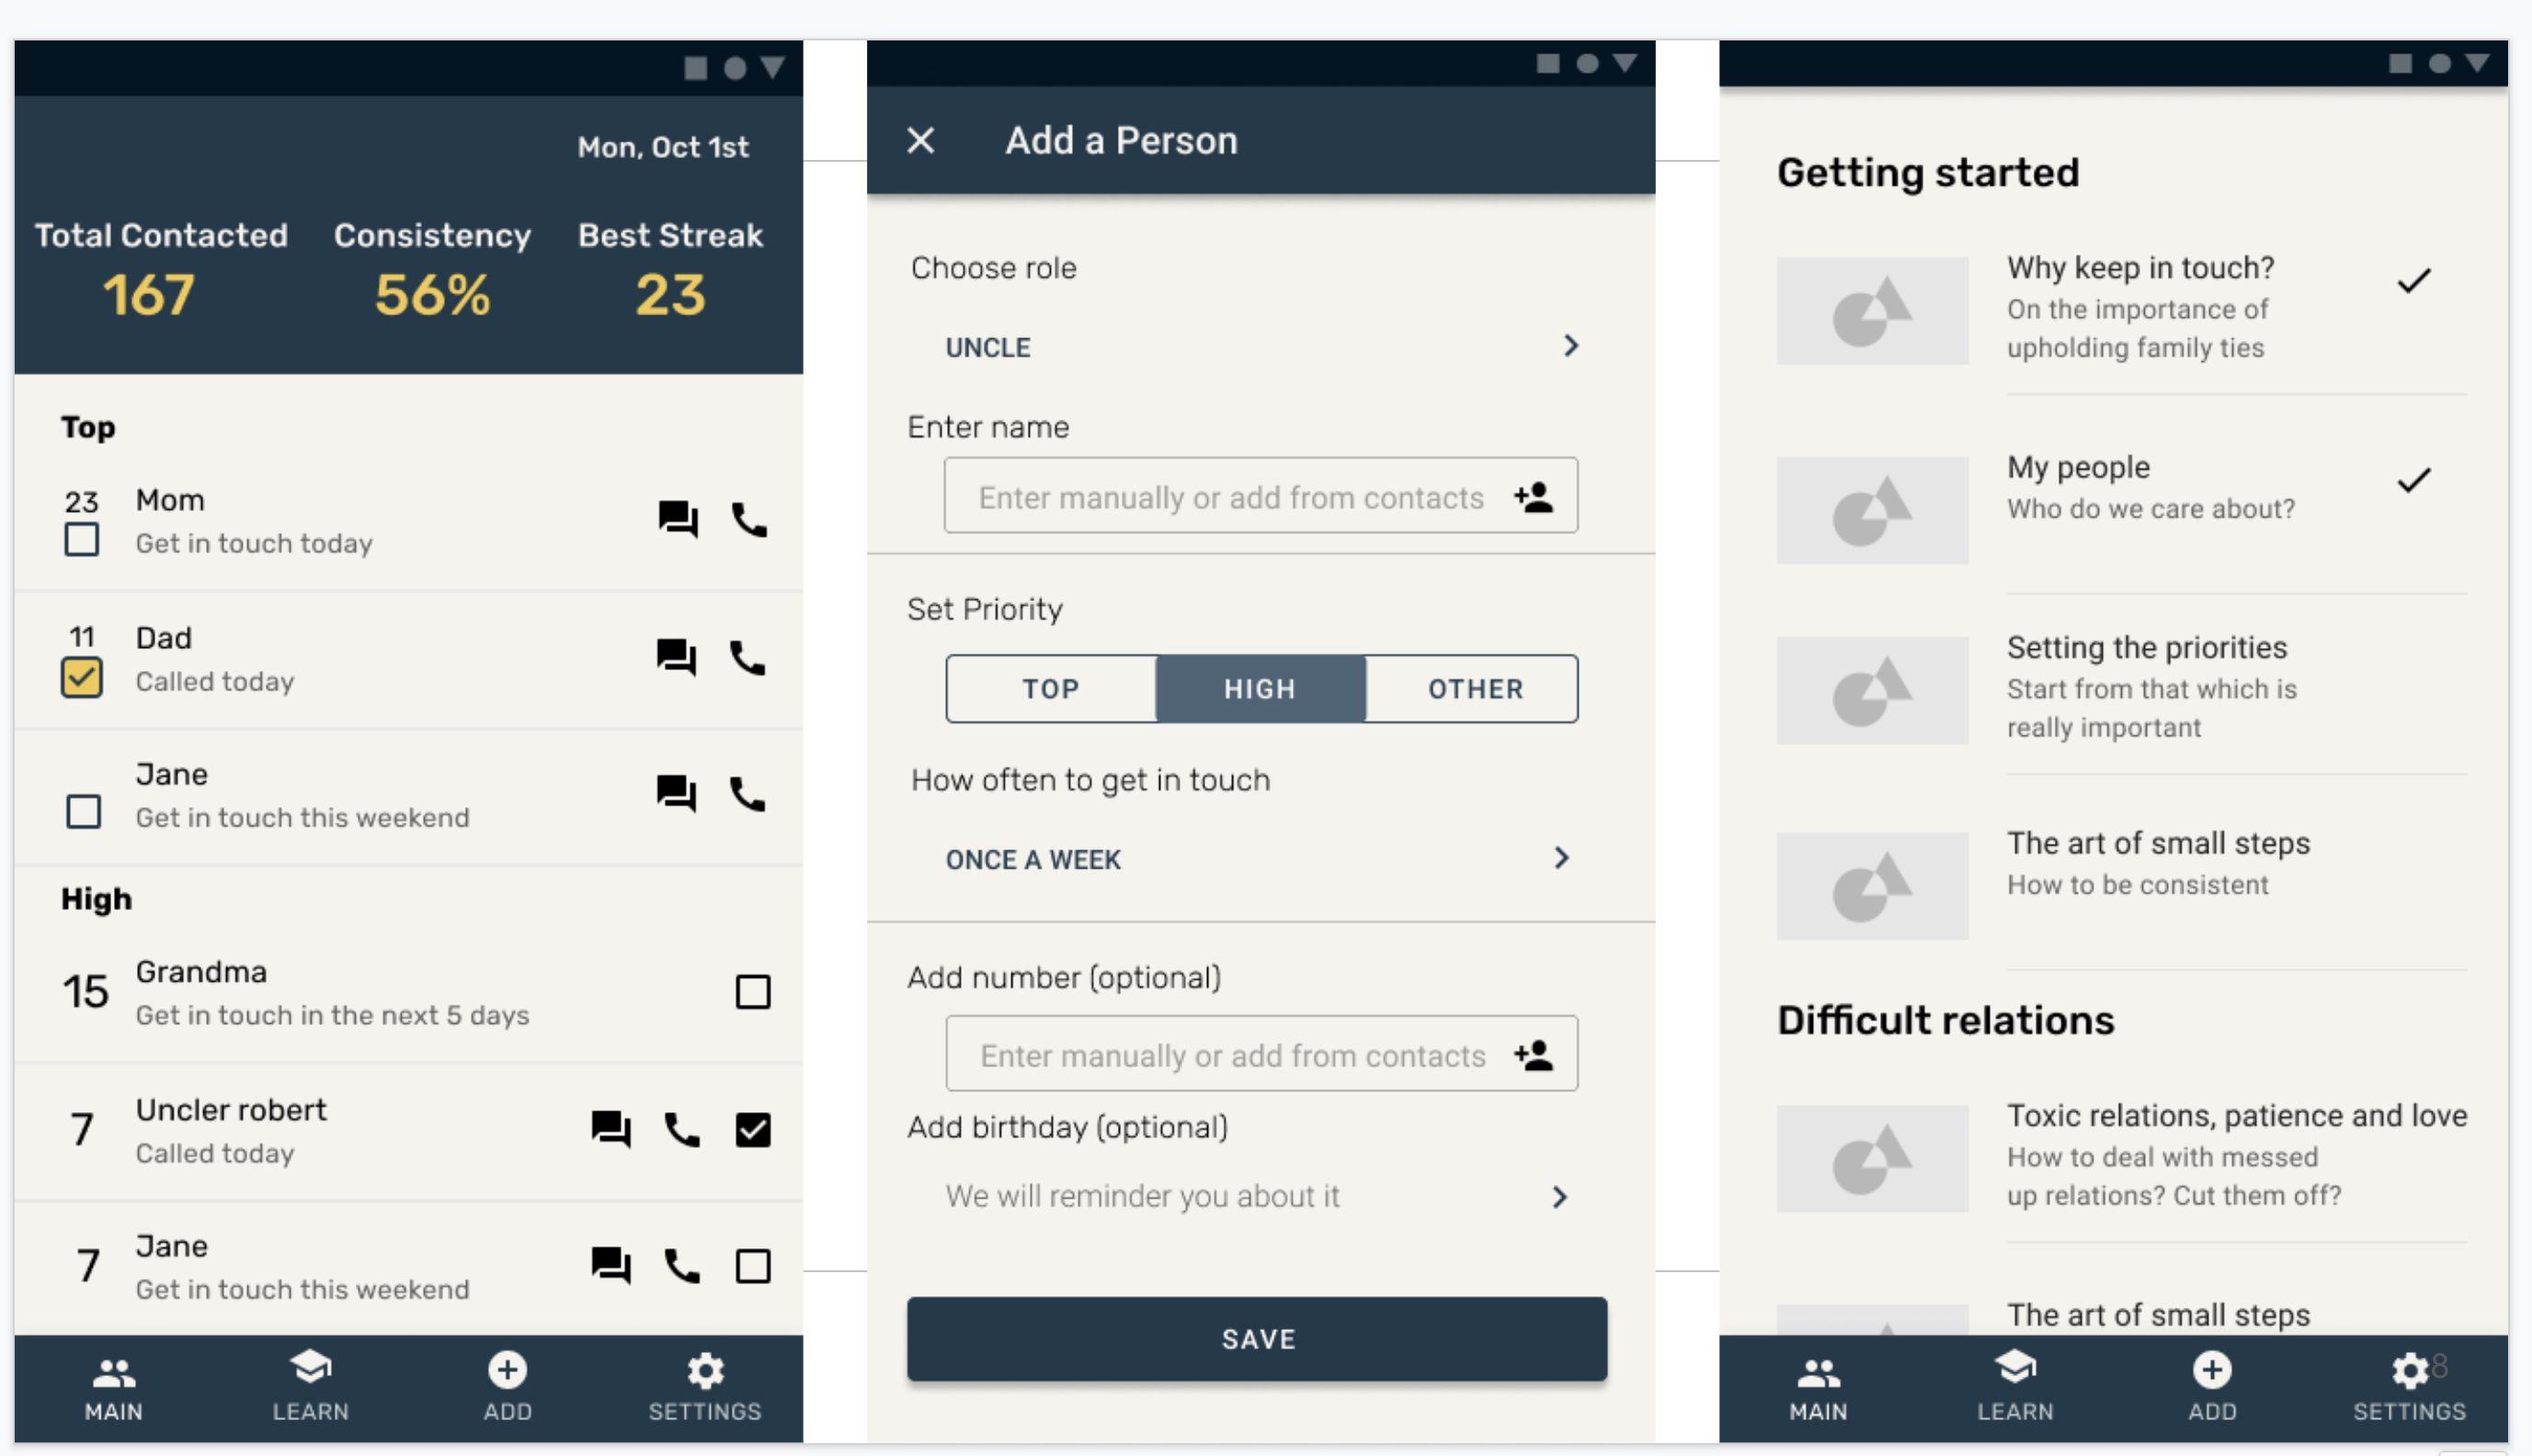 Mon, Oct 1st
Total Contacted Consistency Best Streak
167 56% 23
Top
23 Mom
Get in touch today
11 Dad
Called today
Jane
Get in touch this weekend
High
15 Grandma
Get in touch in the next 5 days
7 Uncler robert
Called today
7 Jane
Get in touch this weekend
MAIN LEARN ADD SETTINGS
Add a Person
Choose role
UNCLE
Enter name
Enter manually or add from contacts
Set Priority
TOP HIGH OTHER
How often to get in touch
ONCE A WEEK
Add number (optional)
Enter manually or add from contacts
Add birthday (optional)
We will reminder you about it
SAVE
Getting started
Why keep in touch?
On the importance of
upholding family ties
My people
Who do we care about?
Setting the priorities
Start from that which is
really important
The art of small steps
How to be consistent
Difficult relations
Toxic relations, patience and love
How to deal with messed
up relations? Cut them off?
The art of small steps
8
MAIN LEARN ADD SETTINGS